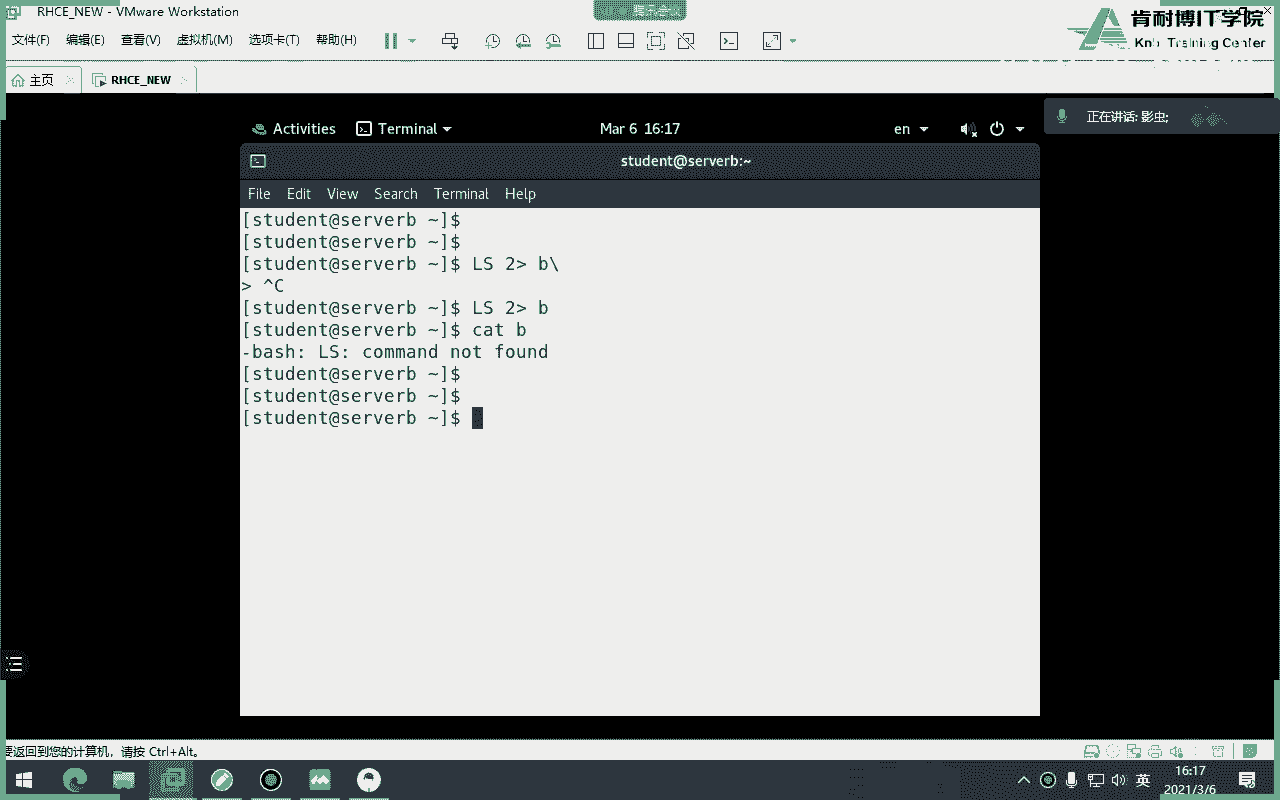 RHCE_NEW - VMware Workstation
文件(F) 编辑(E) 查看(V) 虚拟机(M) 选项卡(T) 帮助(H)
肯耐博IT学院
Knb Training Center
主页 RHCE_NEW
Activities Terminal Mar 6 16:17 en
正在讲话: 影虫;
student@serverb:~
File Edit View Search Terminal Help
[student@serverb ~]$
[student@serverb ~]$
[student@serverb ~]$ LS 2> b\
> ^C
[student@serverb ~]$ LS 2> b
[student@serverb ~]$ cat b
-bash: LS: command not found
[student@serverb ~]$
[student@serverb ~]$
[student@serverb ~]$
要返回到您的计算机，请按 Ctrl+Alt。
英
16:17
2021/3/6